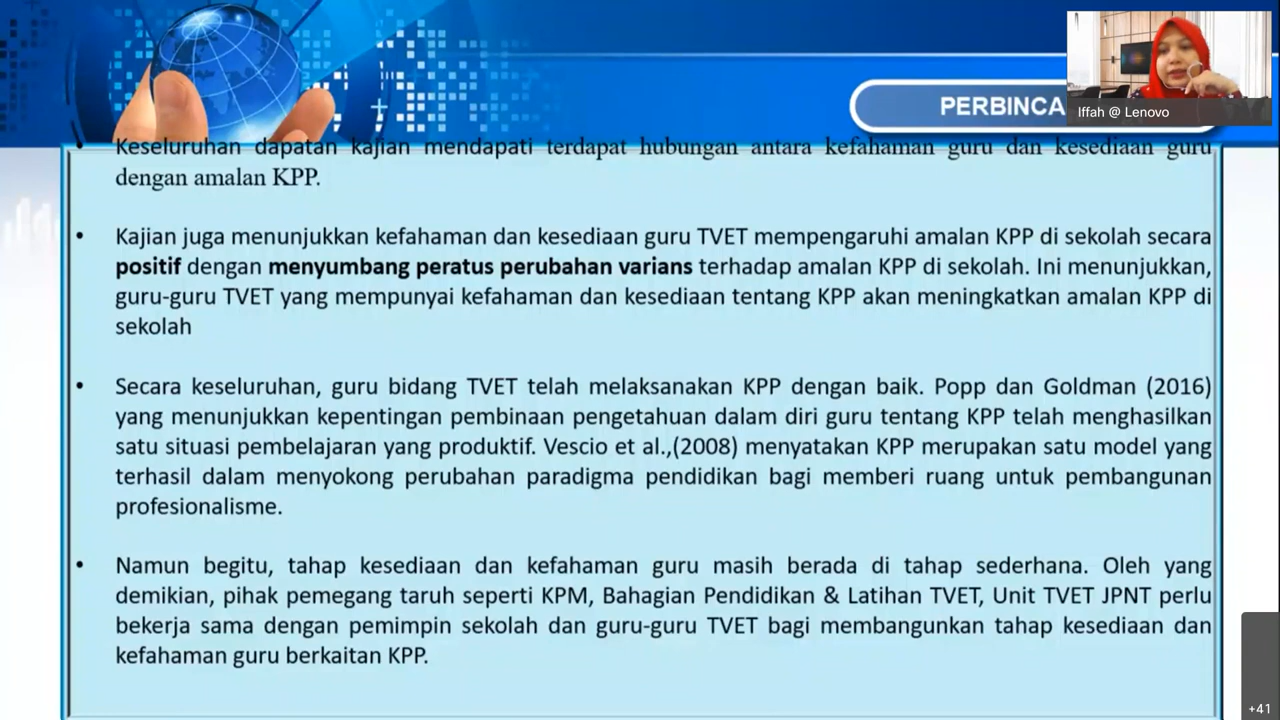 PERBINCA
Iffah @ Lenovo
Keseluruhan dapatan kajian mendapati terdapat hubungan antara kefahaman guru dan kesediaan guru
dengan amalan KPP.
• Kajian juga menunjukkan kefahaman dan kesediaan guru TVET mempengaruhi amalan KPP di sekolah secara
positif dengan menyumbang peratus perubahan varians terhadap amalan KPP di sekolah. Ini menunjukkan,
guru-guru TVET yang mempunyai kefahaman dan kesediaan tentang KPP akan meningkatkan amalan KPP di
sekolah
• Secara keseluruhan, guru bidang TVET telah melaksanakan KPP dengan baik. Popp dan Goldman (2016)
yang menunjukkan kepentingan pembinaan pengetahuan dalam diri guru tentang KPP telah menghasilkan
satu situasi pembelajaran yang produktif. Vescio et al.,(2008) menyatakan KPP merupakan satu model yang
terhasil dalam menyokong perubahan paradigma pendidikan bagi memberi ruang untuk pembangunan
profesionalisme.
• Namun begitu, tahap kesediaan dan kefahaman guru masih berada di tahap sederhana. Oleh yang
demikian, pihak pemegang taruh seperti KPM, Bahagian Pendidikan & Latihan TVET, Unit TVET JPNT perlu
bekerja sama dengan pemimpin sekolah dan guru-guru TVET bagi membangunkan tahap kesediaan dan
kefahaman guru berkaitan KPP.
+41